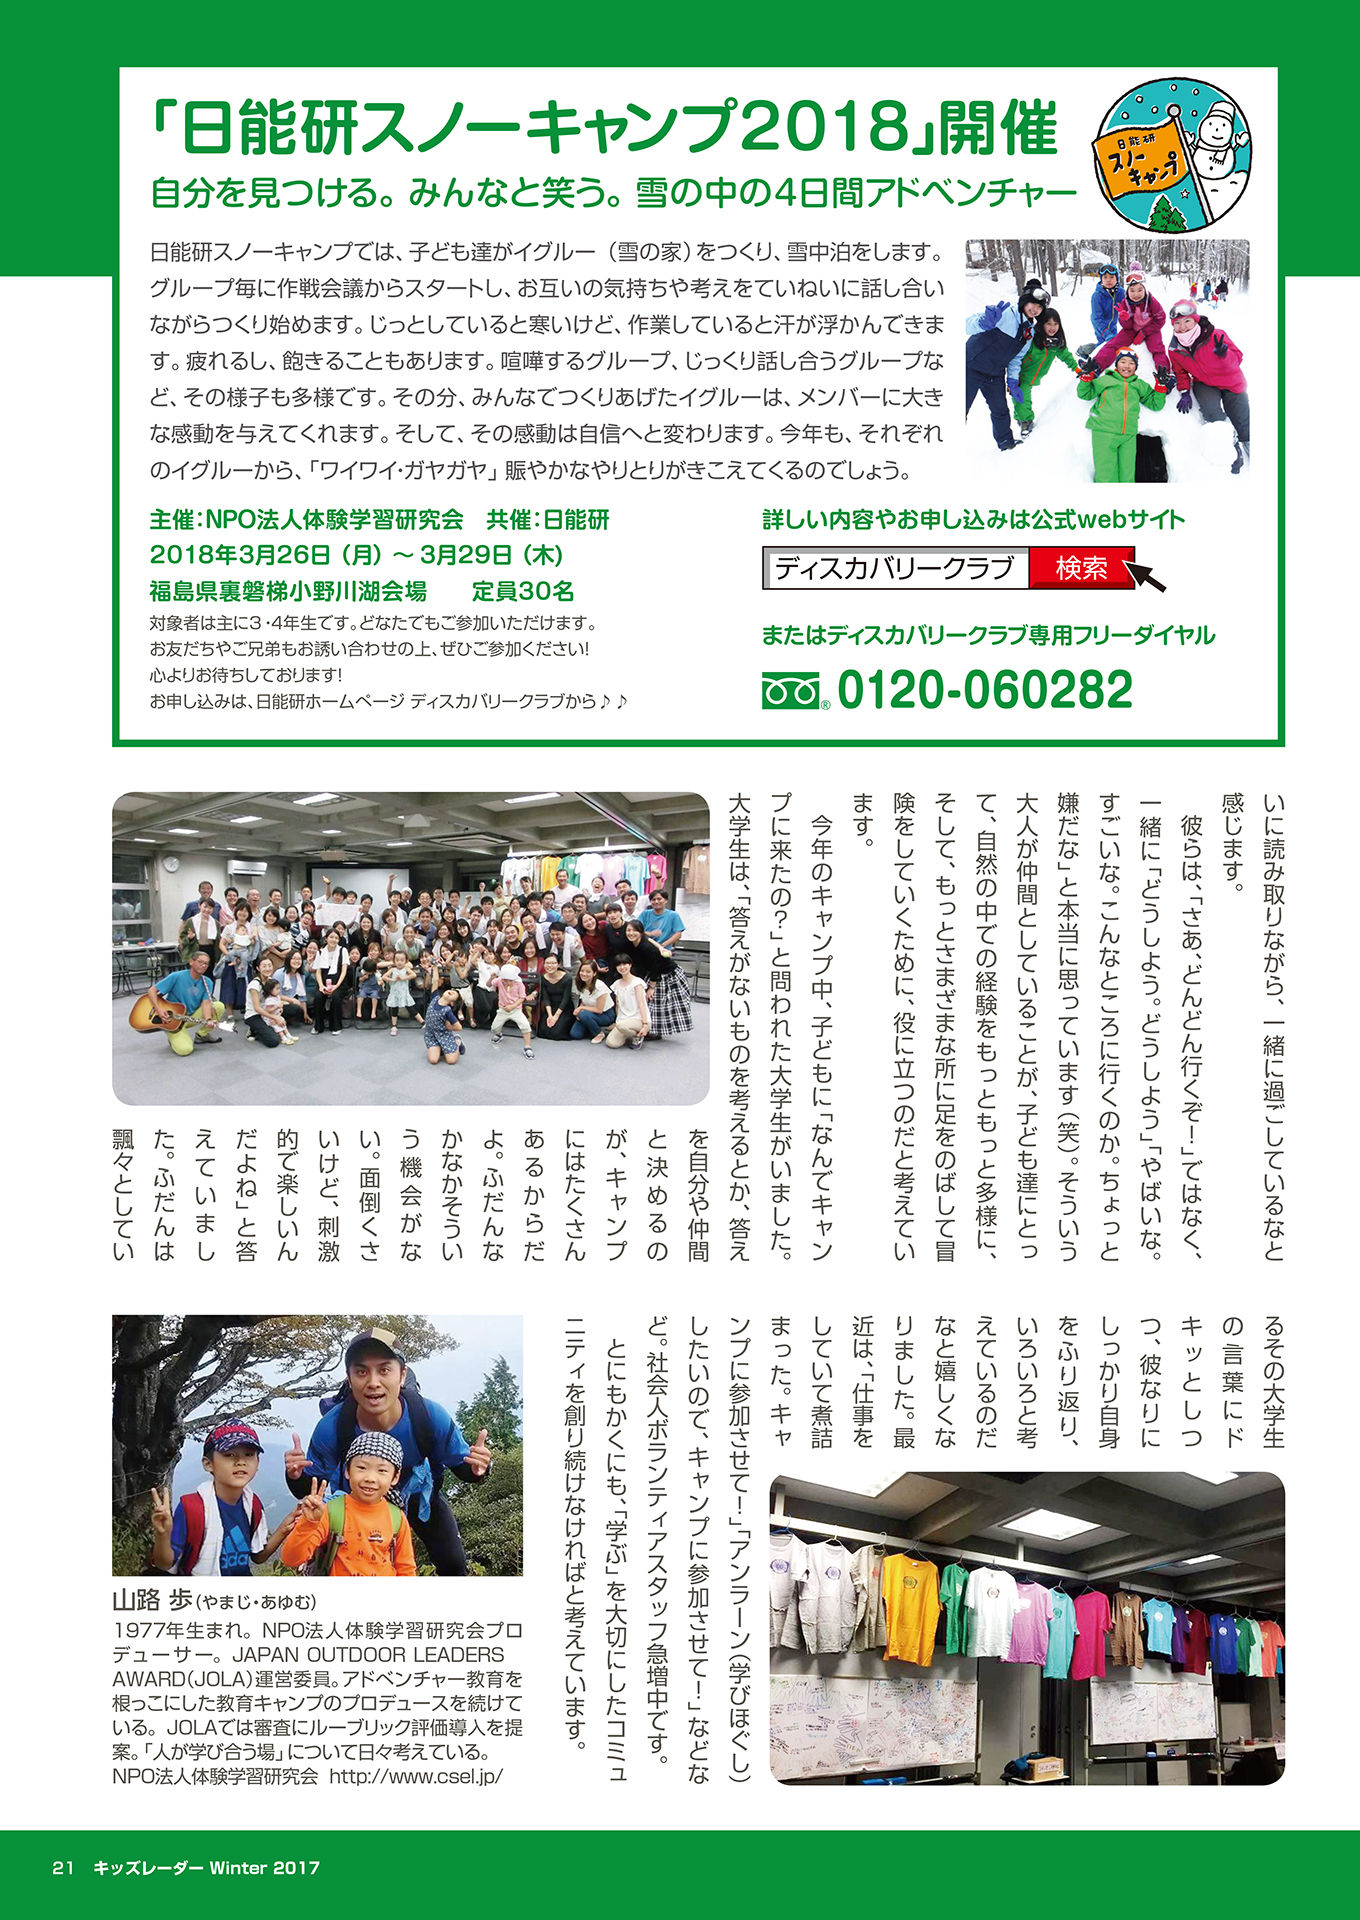 「日能研スノーキャンプ2018」開催
日能研
スノー
キャンプ
自分を見つける。みんなと笑う。雪の中の4日間アドベンチャー
日能研スノーキャンプでは、子ども達がイグルー（雪の家）をつくり、雪中泊をします。
グループ毎に作戦会議からスタートし、お互いの気持ちや考えをていねいに話し合い
ながらつくり始めます。じっとしていると寒いけど、作業していると汗が浮かんできま
す。疲れるし、飽きることもあります。喧嘩するグループ、じっくり話し合うグループな
ど、その様子も多様です。その分、みんなでつくりあげたイグルーは、メンバーに大き
な感動を与えてくれます。そして、その感動は自信へと変わります。今年も、それぞれ
のイグルーから、「ワイワイ・ガヤガヤ」賑やかなやりとりがきこえてくるのでしょう。
主催：NPO法人体験学習研究会　共催：日能研
2018年3月26日（月）～3月29日（木）
福島県裏磐梯小野川湖会場　　定員30名
対象者は主に3・4年生です。どなたでもご参加いただけます。
お友だちやご兄弟もお誘い合わせの上、ぜひご参加ください!
心よりお待ちしております!
お申し込みは、日能研ホームページ ディスカバリークラブから♪♪
詳しい内容やお申し込みは公式webサイト
ディスカバリークラブ　検索
またはディスカバリークラブ専用フリーダイヤル
® 0120-060282
いに読み取りながら、一緒に過ごしているなと
感じます。
　彼らは、「さあ、どんどん行くぞ！」ではなく、
一緒に「どうしよう。どうしよう」「やばいな。
すごいな。こんなところに行くのか。ちょっと
嫌だな」と本当に思っています（笑）。そういう
大人が仲間としていることが、子ども達にとっ
て、自然の中での経験をもっともっと多様に、
そして、もっとさまざまな所に足をのばして冒
険をしていくために、役に立つのだと考えてい
ます。
　今年のキャンプ中、子どもに「なんでキャン
プに来たの？」と問われた大学生がいました。
大学生は、「答えがないものを考えるとか、答え
を自分や仲間
と決めるの
が、キャンプ
にはたくさん
あるからだ
よ。ふだんな
かなかそうい
う機会がな
い。面倒くさ
いけど、刺激
的で楽しいん
だよね」と答
えていまし
た。ふだんは
飄々としてい
るその大学生
の言葉にド
キッとしつ
つ、彼なりに
しっかり自身
をふり返り、
いろいろと考
えているのだ
なと嬉しくな
りました。最
近は、「仕事を
していて煮詰
まった。キャ
ンプに参加させて！」「アンラーン（学びほぐし）
したいので、キャンプに参加させて！」などな
ど。社会人ボランティアスタッフ急増中です。
　とにもかくにも、「学ぶ」を大切にしたコミュ
ニティを創り続けなければと考えています。
adidas
山路 歩（やまじ・あゆむ）
1977年生まれ。NPO法人体験学習研究会プロ
デューサー。JAPAN OUTDOOR LEADERS
AWARD（JOLA）運営委員。アドベンチャー教育を
根っこにした教育キャンプのプロデュースを続けて
いる。JOLAでは審査にルーブリック評価導入を提
案。「人が学び合う場」について日々考えている。
NPO法人体験学習研究会 http://www.csel.jp/
21 キッズレーダー Winter 2017